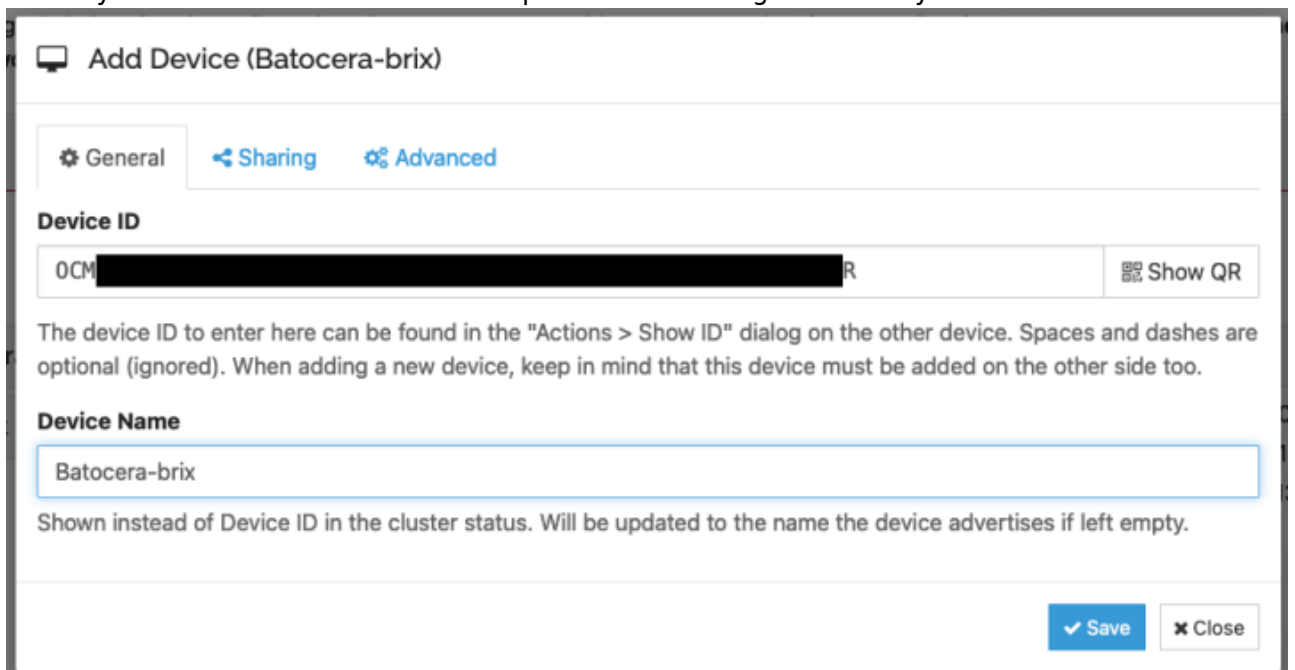 Add Device (Batocera-brix)
General Sharing Advanced
Device ID
OCM R Show QR
The device ID to enter here can be found in the "Actions > Show ID" dialog on the other device. Spaces and dashes are
optional (ignored). When adding a new device, keep in mind that this device must be added on the other side too.
Device Name
Batocera-brix
Shown instead of Device ID in the cluster status. Will be updated to the name the device advertises if left empty.
Save Close